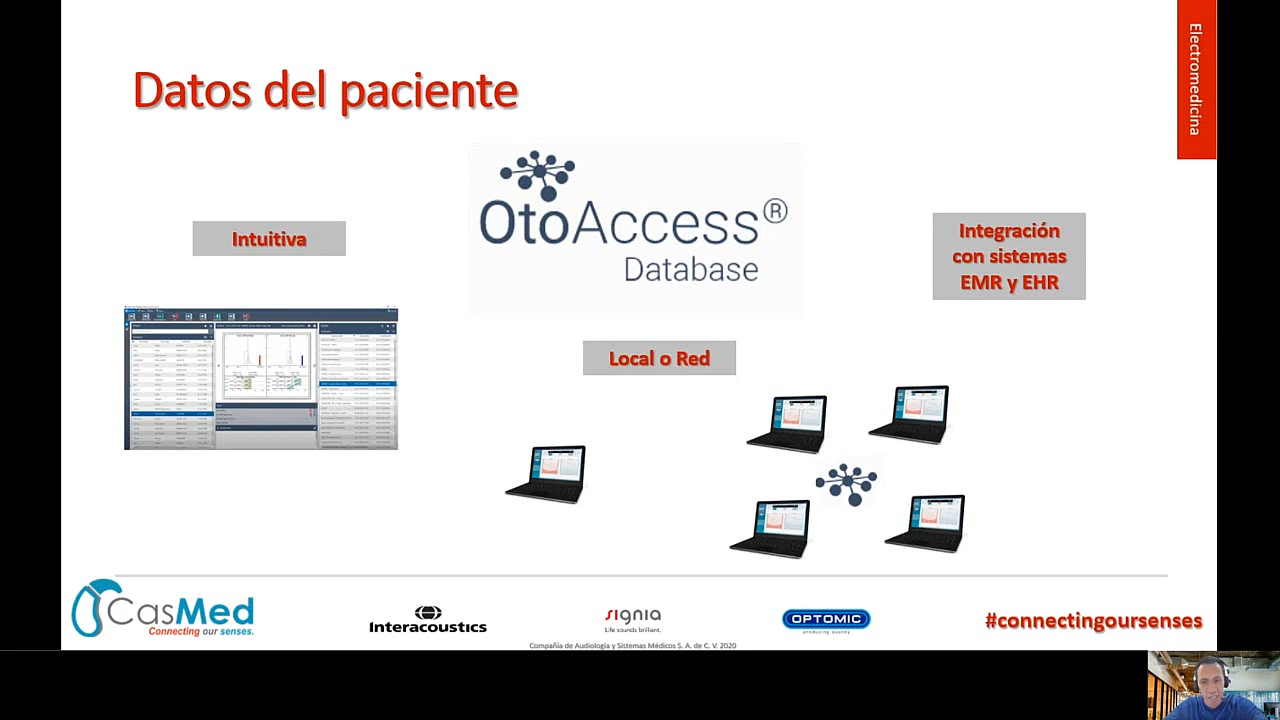 Electromedicina
Datos del paciente
OtoAccess®
Database
Intuitiva
Integración
con sistemas
EMR y EHR
Local o Red
CasMed
Connecting our senses.
Interacoustics
signia
Life sounds brilliant.
OPTOMIC
producing quality
#connectingoursenses
Compañía de Audiología y Sistemas Médicos S. A. de C. V. 2020